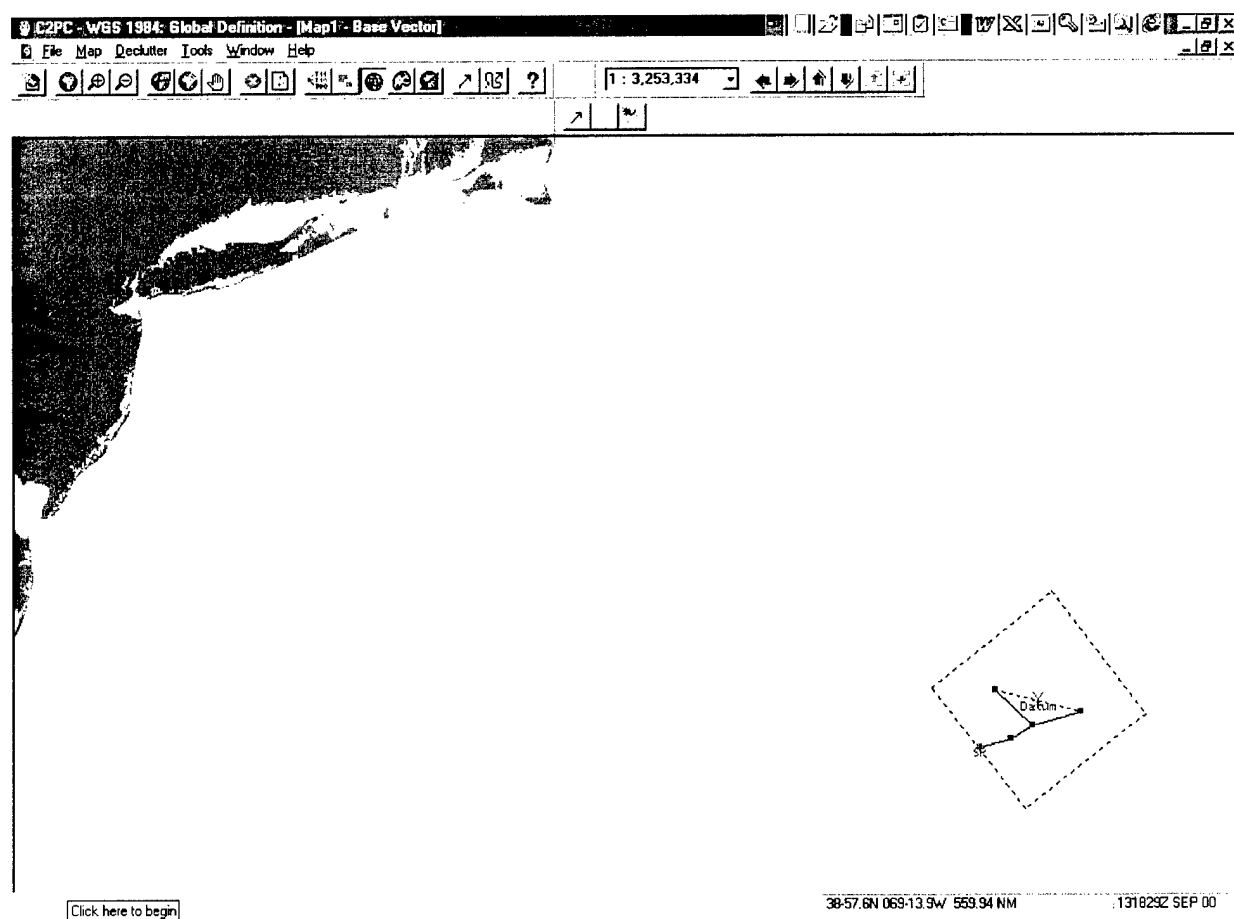 C2PC - WGS 1984: Global Definition - [Map1 - Base Vector]
File Map Declutter Tools Window Help
1 : 3,253,334
Datum
38-57.6N 069-13.9W 559.94 NM
131829Z SEP 00
Click here to begin